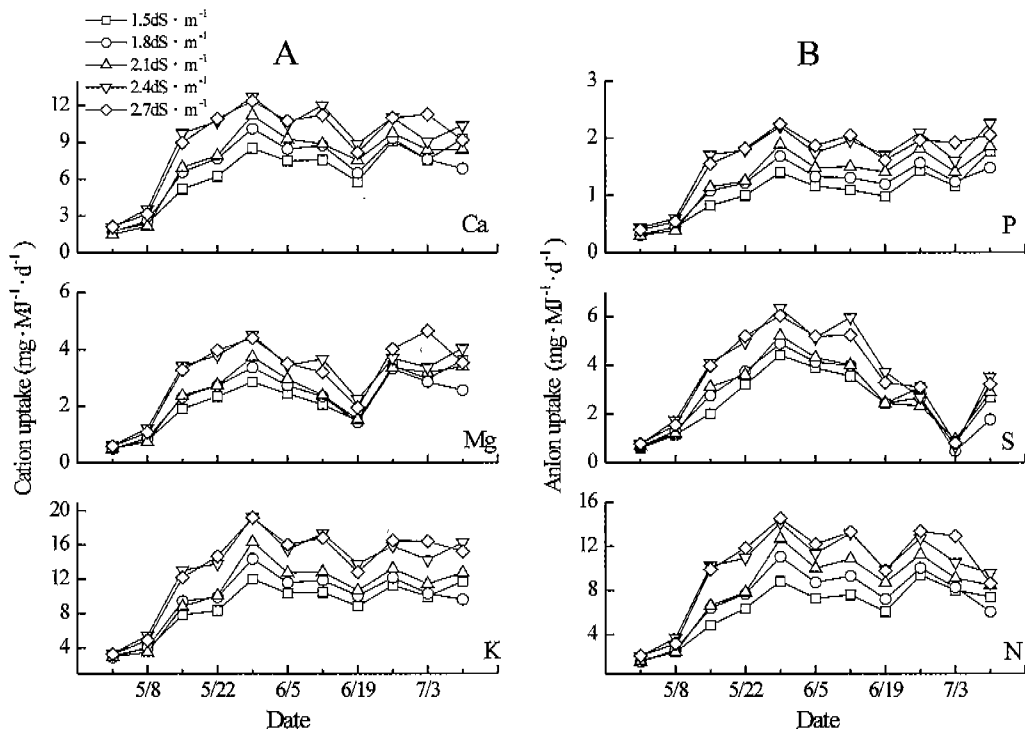 A
B
1.5dS · m⁻¹
1.8dS · m⁻¹
2.1dS · m⁻¹
2.4dS · m⁻¹
2.7dS · m⁻¹
12
9
6
3
0
Ca
3
2
1
0
P
Cation uptake (mg · MJ⁻¹ · d⁻¹)
6
4
2
0
Mg
Anion uptake (mg · MJ⁻¹ · d⁻¹)
6
4
2
0
S
20
16
12
8
4
K
16
12
8
4
N
5/8 5/22 6/5 6/19 7/3
5/8 5/22 6/5 6/19 7/3
Date
Date